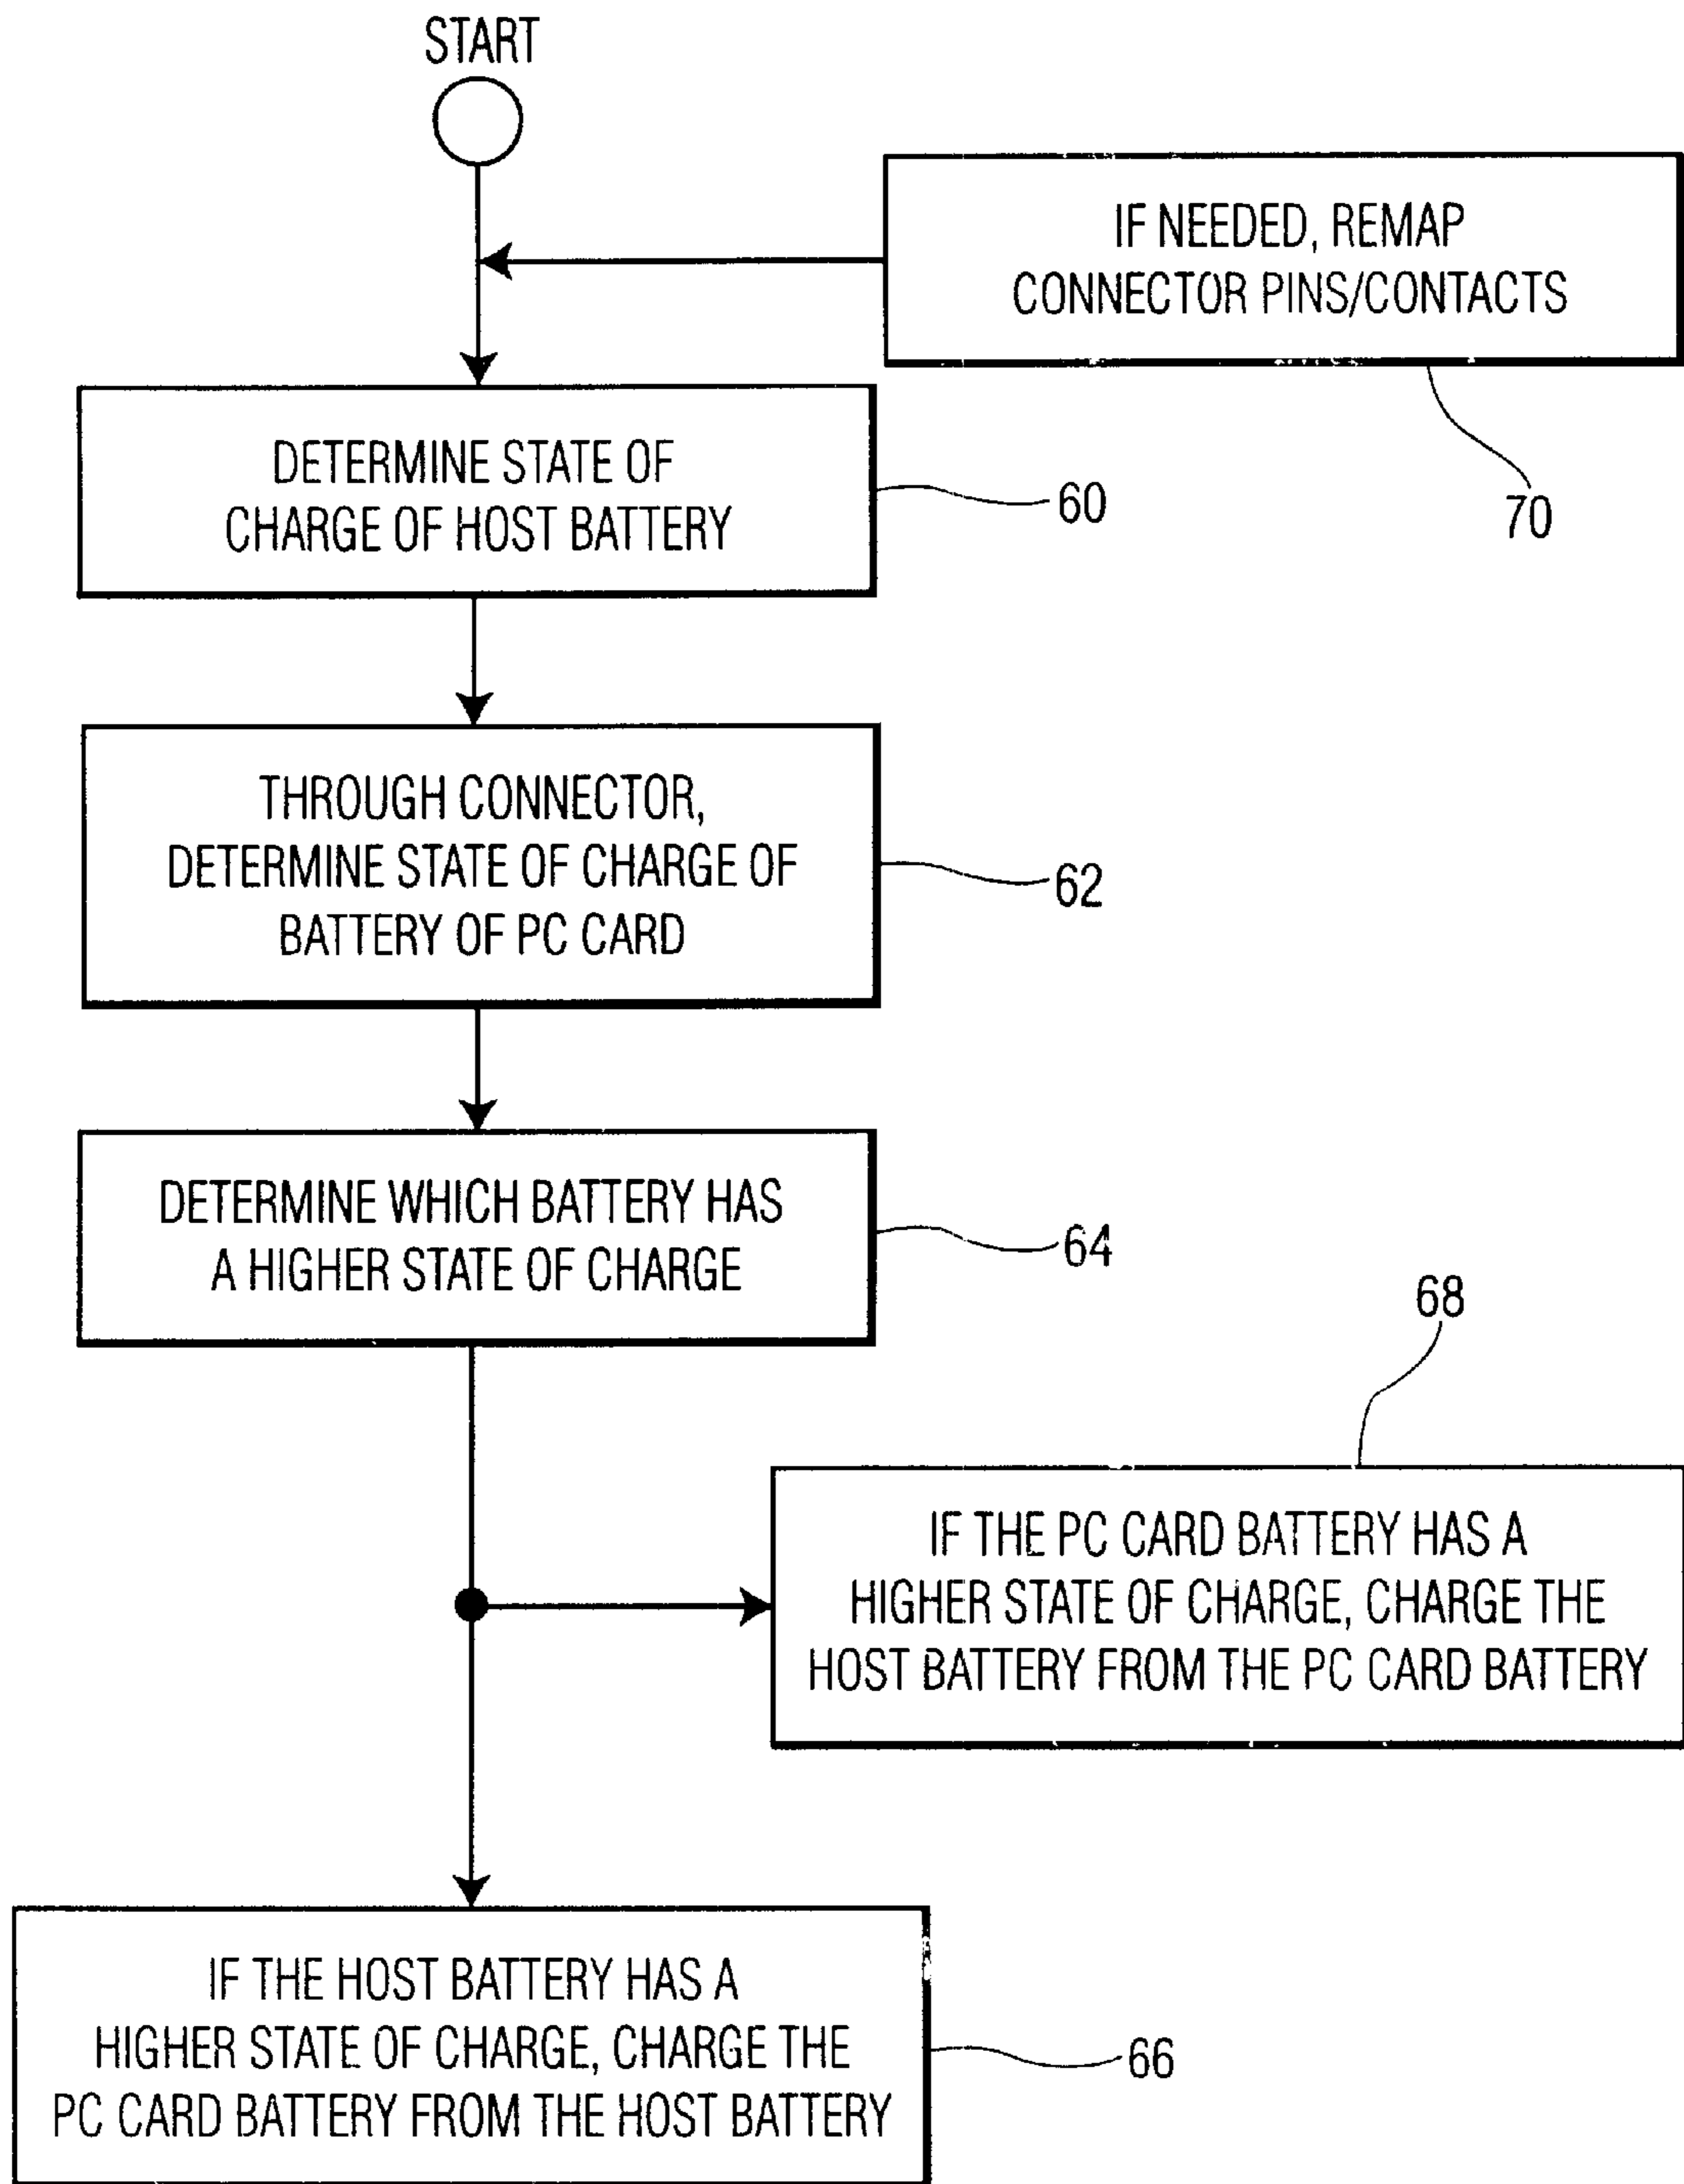 START
IF NEEDED, REMAP
CONNECTOR PINS/CONTACTS
70
DETERMINE STATE OF
CHARGE OF HOST BATTERY
60
THROUGH CONNECTOR,
DETERMINE STATE OF CHARGE OF
BATTERY OF PC CARD
62
DETERMINE WHICH BATTERY HAS
A HIGHER STATE OF CHARGE
64
68
IF THE PC CARD BATTERY HAS A
HIGHER STATE OF CHARGE, CHARGE THE
HOST BATTERY FROM THE PC CARD BATTERY
IF THE HOST BATTERY HAS A
HIGHER STATE OF CHARGE, CHARGE THE
PC CARD BATTERY FROM THE HOST BATTERY
66